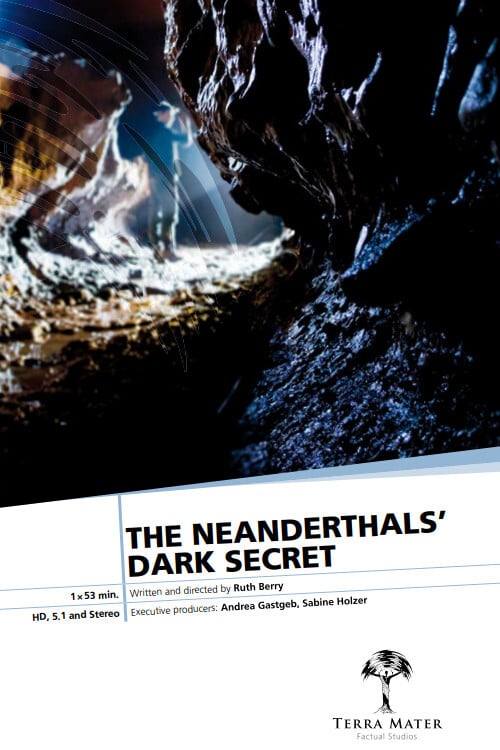 THE NEANDERTHALS’
DARK SECRET
1 x 53 min.
Written and directed by Ruth Berry
HD, 5.1 and Stereo
Executive producers: Andrea Gastgeb, Sabine Holzer
TERRA MATER
Factual Studios